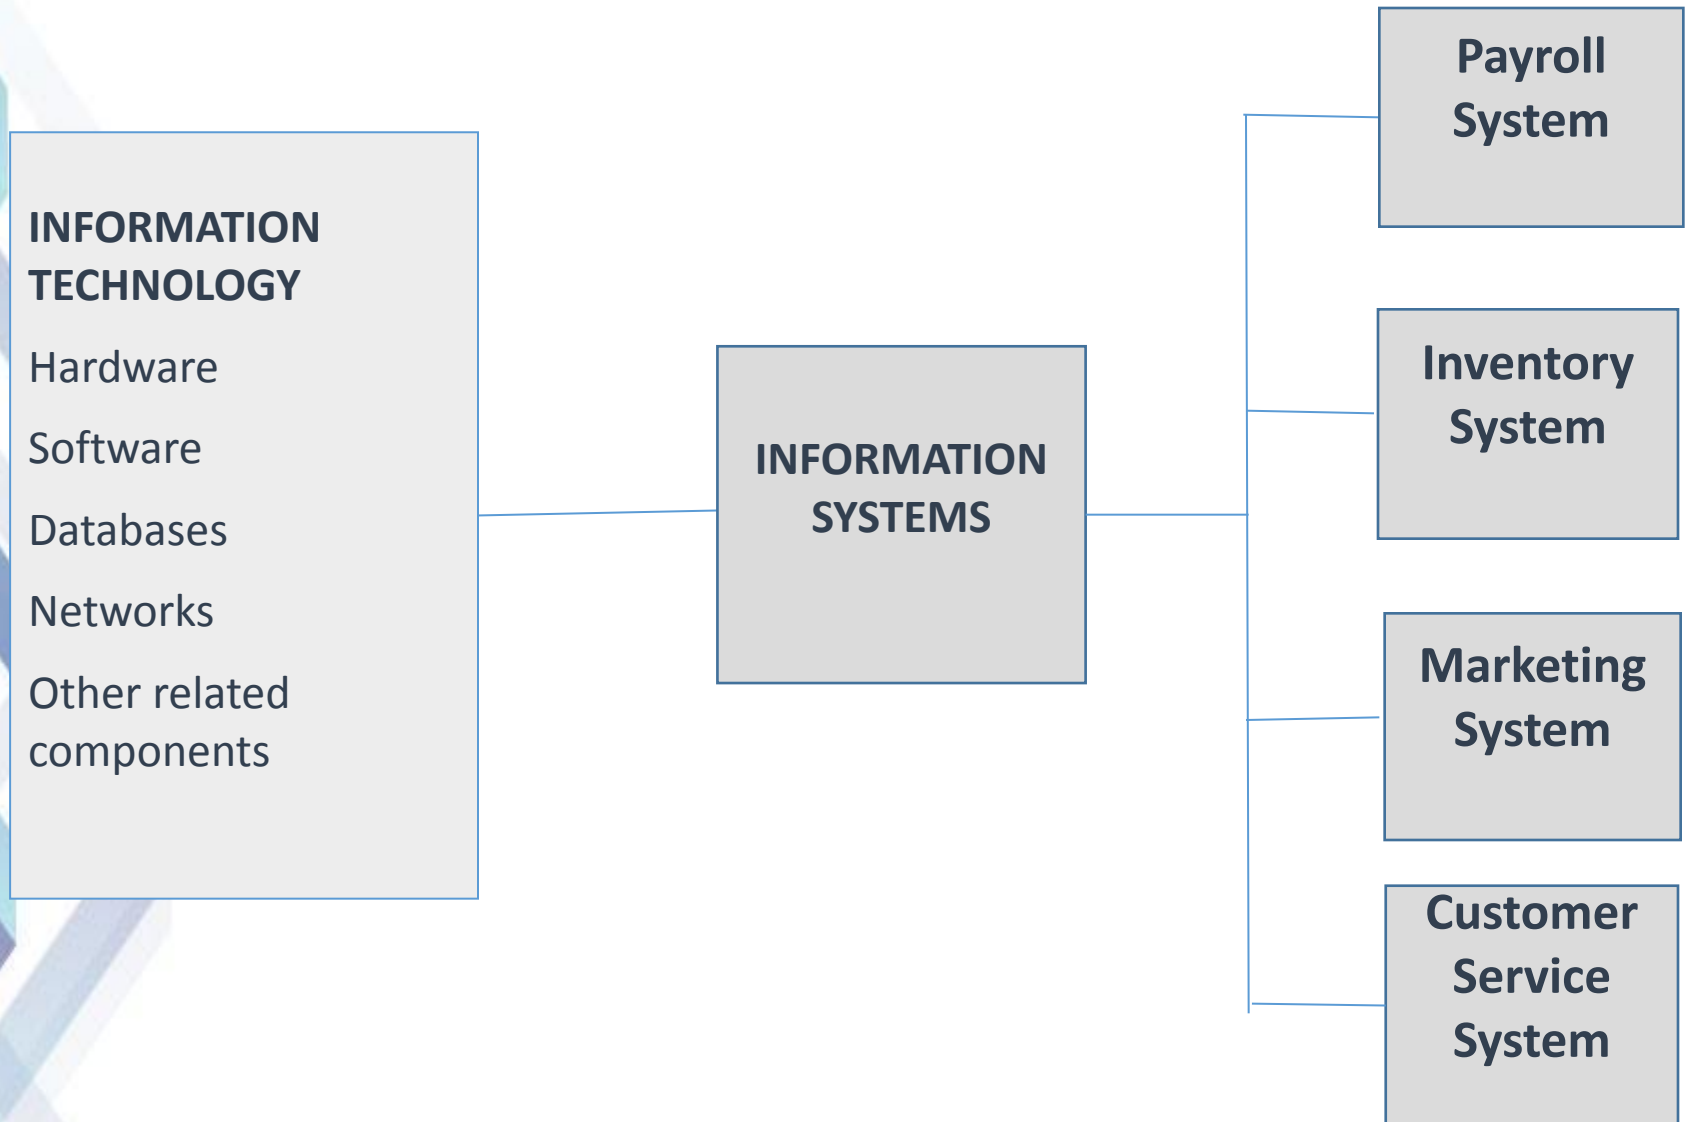 INFORMATION
TECHNOLOGY
Hardware
Software
Databases
Networks
Other related
components
INFORMATION
SYSTEMS
Payroll
System
Inventory
System
Marketing
System
Customer
Service
System